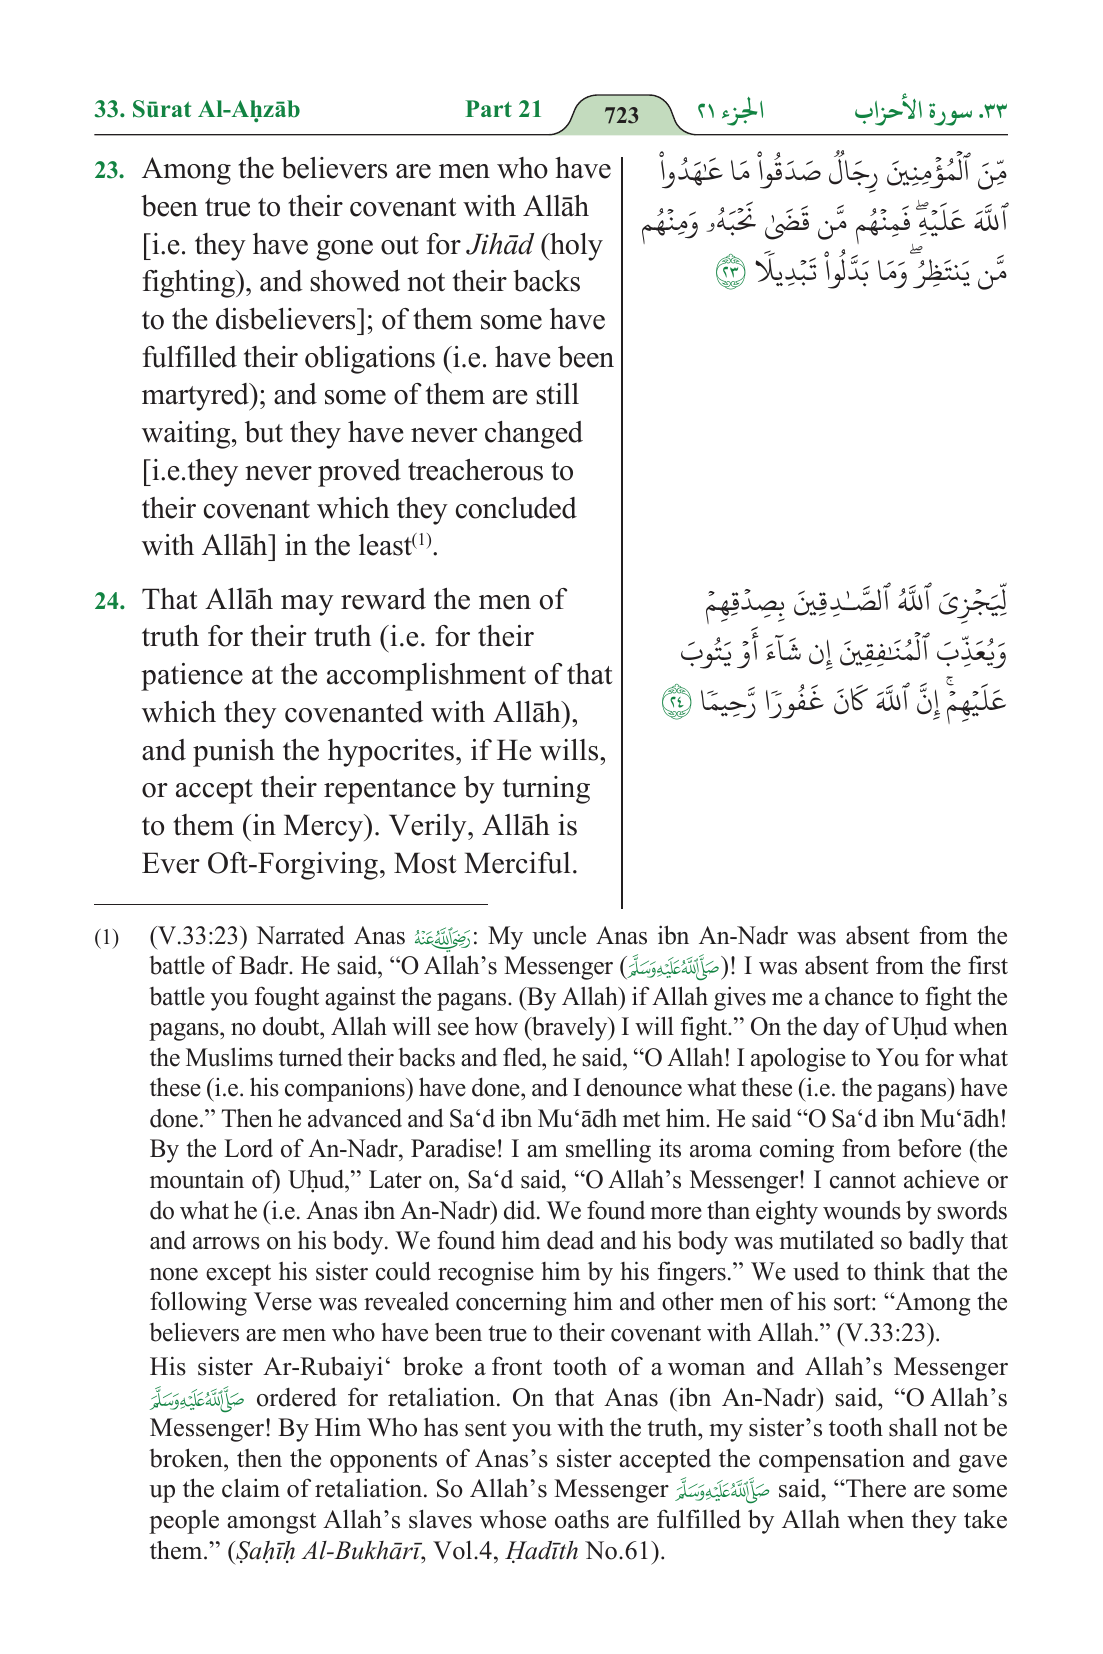 33. Sūrat Al-Aḥzāb Part 21 723 الجزء ٢١ ٣٣. سورة الأحزاب
23. Among the believers are men who have
been true to their covenant with Allāh
[i.e. they have gone out for Jihād (holy
fighting), and showed not their backs
to the disbelievers]; of them some have
fulfilled their obligations (i.e. have been
martyred); and some of them are still
waiting, but they have never changed
[i.e.they never proved treacherous to
their covenant which they concluded
with Allāh] in the least(1).
مِّنَ ٱلْمُؤْمِنِينَ رِجَالٌ صَدَقُوا۟ مَا عَـٰهَدُوا۟
ٱللَّهَ عَلَيْهِ ۖ فَمِنْهُم مَّن قَضَىٰ نَحْبَهُۥ وَمِنْهُم
مَّن يَنتَظِرُ ۖ وَمَا بَدَّلُوا۟ تَبْدِيلًا ٢٣
24. That Allāh may reward the men of
truth for their truth (i.e. for their
patience at the accomplishment of that
which they covenanted with Allāh),
and punish the hypocrites, if He wills,
or accept their repentance by turning
to them (in Mercy). Verily, Allāh is
Ever Oft-Forgiving, Most Merciful.
لِّيَجْزِىَ ٱللَّهُ ٱلصَّـٰدِقِينَ بِصِدْقِهِمْ
وَيُعَذِّبَ ٱلْمُنَـٰفِقِينَ إِن شَآءَ أَوْ يَتُوبَ
عَلَيْهِمْ ۚ إِنَّ ٱللَّهَ كَانَ غَفُورًا رَّحِيمًا ٢٤
(1) (V.33:23) Narrated Anas رَضِيَ اللَّهُ عَنْهُ: My uncle Anas ibn An-Nadr was absent from the
battle of Badr. He said, “O Allah’s Messenger (صَلَّى اللَّهُ عَلَيْهِ وَسَلَّمَ)! I was absent from the first
battle you fought against the pagans. (By Allah) if Allah gives me a chance to fight the
pagans, no doubt, Allah will see how (bravely) I will fight.” On the day of Uḥud when
the Muslims turned their backs and fled, he said, “O Allah! I apologise to You for what
these (i.e. his companions) have done, and I denounce what these (i.e. the pagans) have
done.” Then he advanced and Sa‘d ibn Mu‘ādh met him. He said “O Sa‘d ibn Mu‘ādh!
By the Lord of An-Nadr, Paradise! I am smelling its aroma coming from before (the
mountain of) Uḥud,” Later on, Sa‘d said, “O Allah’s Messenger! I cannot achieve or
do what he (i.e. Anas ibn An-Nadr) did. We found more than eighty wounds by swords
and arrows on his body. We found him dead and his body was mutilated so badly that
none except his sister could recognise him by his fingers.” We used to think that the
following Verse was revealed concerning him and other men of his sort: “Among the
believers are men who have been true to their covenant with Allah.” (V.33:23).
His sister Ar-Rubaiyi‘ broke a front tooth of a woman and Allah’s Messenger
صَلَّى اللَّهُ عَلَيْهِ وَسَلَّمَ ordered for retaliation. On that Anas (ibn An-Nadr) said, “O Allah’s
Messenger! By Him Who has sent you with the truth, my sister’s tooth shall not be
broken, then the opponents of Anas’s sister accepted the compensation and gave
up the claim of retaliation. So Allah’s Messenger صَلَّى اللَّهُ عَلَيْهِ وَسَلَّمَ said, “There are some
people amongst Allah’s slaves whose oaths are fulfilled by Allah when they take
them.” (Ṣaḥīḥ Al-Bukhārī, Vol.4, Ḥadīth No.61).